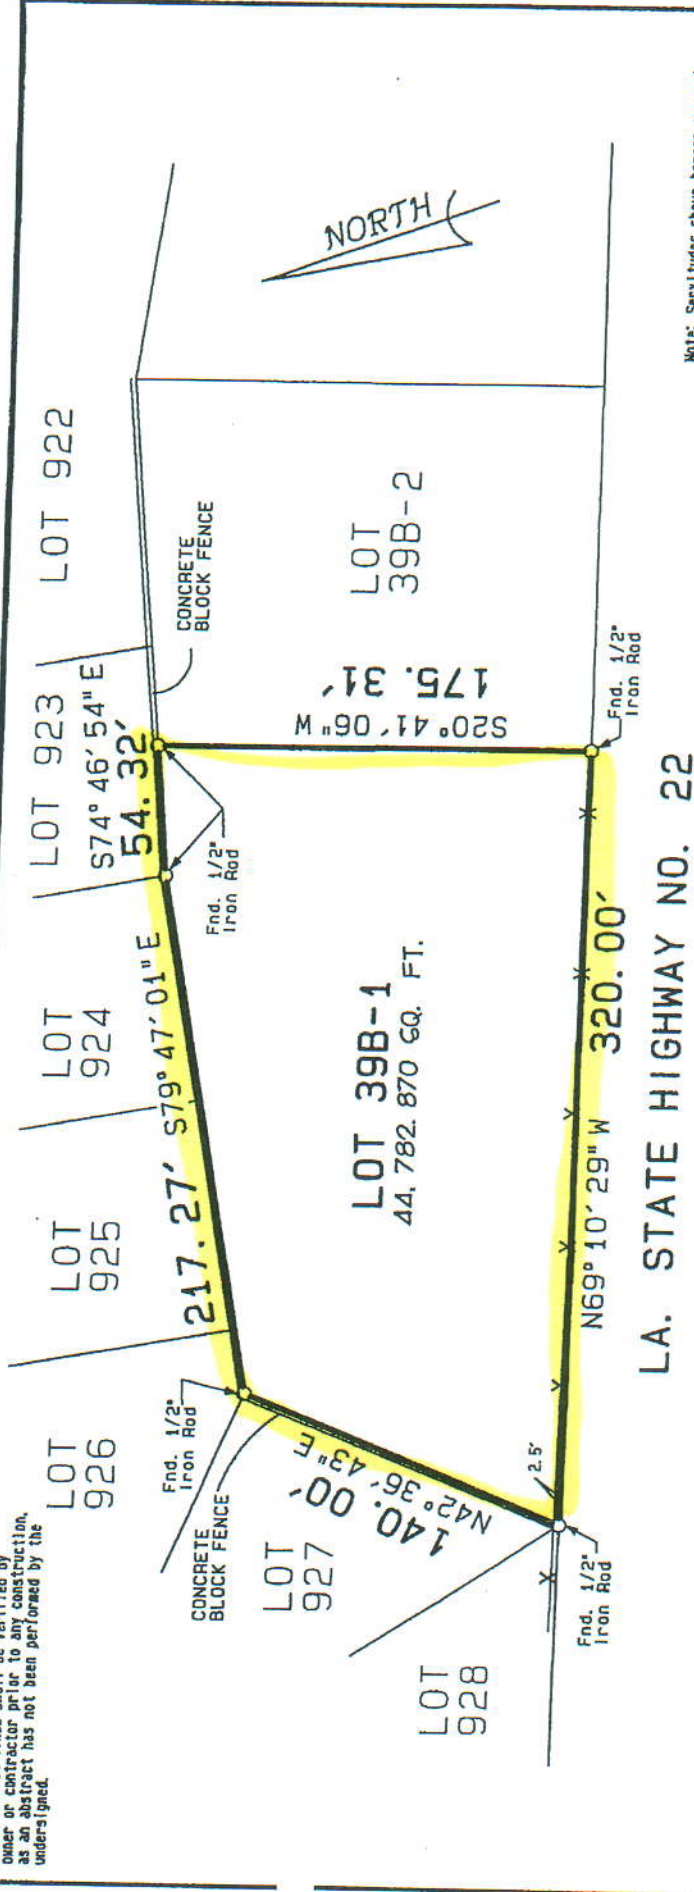 owner or contractor prior to any construction,
as an abstract has not been performed by the
undersigned.
LOT
926
LOT
925
LOT
924
LOT 923
LOT 922
S74° 46′ 54" E
54. 32′
217. 27′ S79° 47′ 01" E
Fnd. 1/2"
Iron Rod
CONCRETE
BLOCK FENCE
Fnd. 1/2"
Iron Rod
CONCRETE
BLOCK FENCE
NORTH
LOT
927
140. 00′
N42° 36′ 43" E
LOT 39B-1
44, 782. 870 SQ. FT.
S20° 41′ 06" W
175. 31′
LOT
39B-2
LOT
928
2.5′
Fnd. 1/2"
Iron Rod
N69° 10′ 29" W
320. 00′
Fnd. 1/2"
Iron Rod
LA. STATE HIGHWAY NO. 22
Note: Servitudes shown